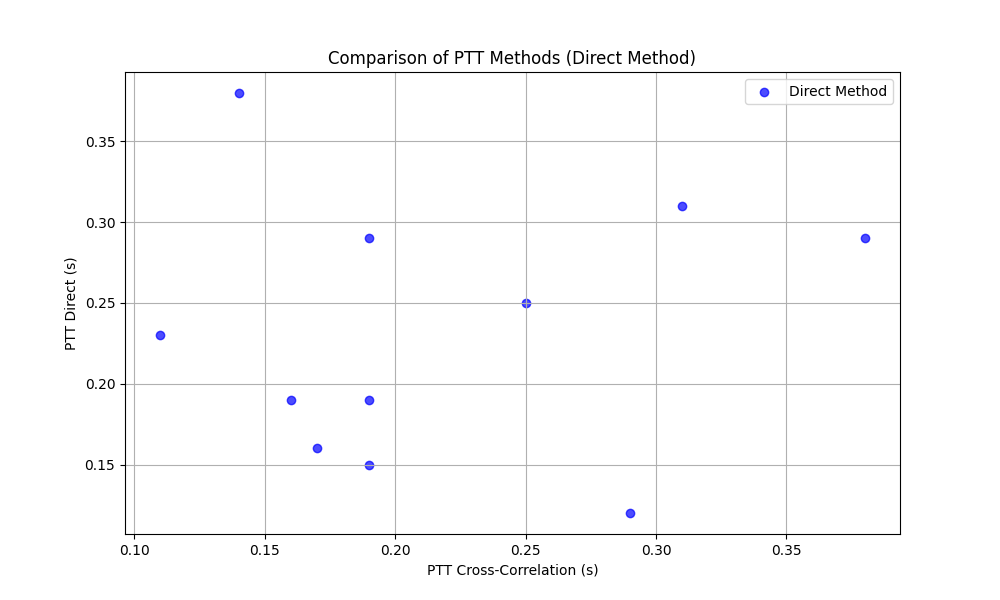 Comparison of PTT Methods (Direct Method)
Direct Method
PTT Direct (s)
0.35
0.30
0.25
0.20
0.15
0.10 0.15 0.20 0.25 0.30 0.35
PTT Cross-Correlation (s)